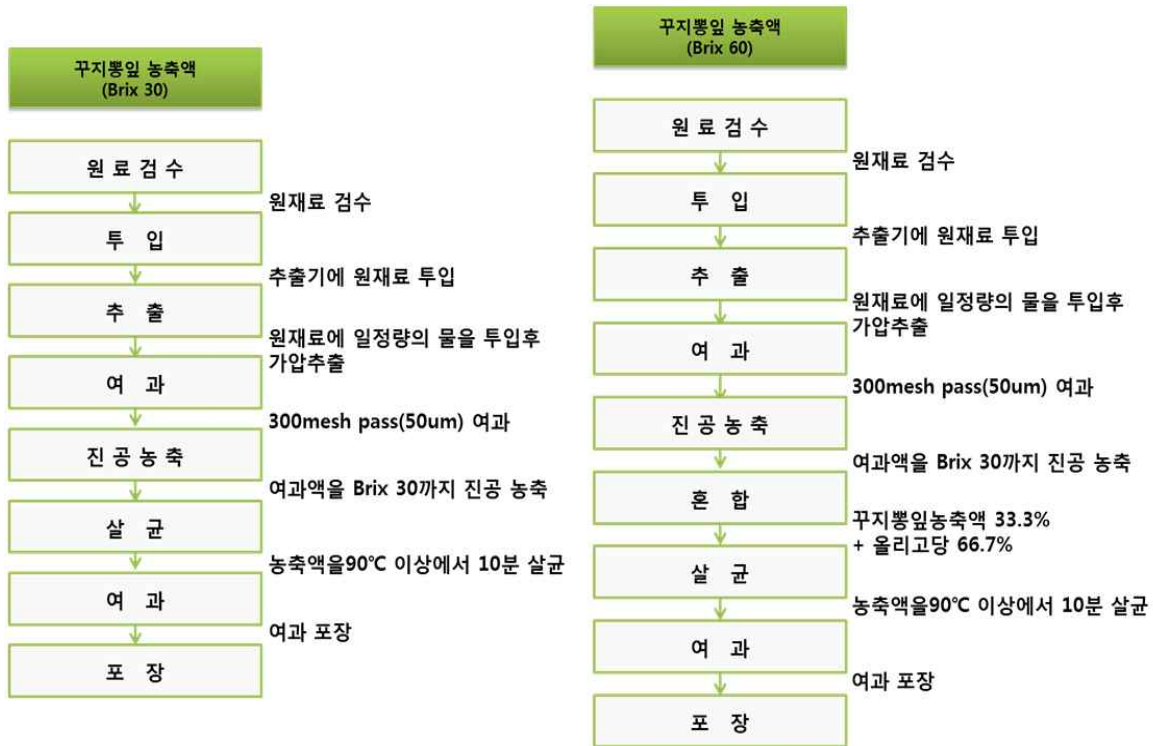 꾸지뽕잎 농축액
(Brix 30)
원 료 검 수
원재료 검수
투 입
추출기에 원재료 투입
추 출
원재료에 일정량의 물을 투입후
가압추출
여 과
300mesh pass(50um) 여과
진 공 농 축
여과액을 Brix 30까지 진공 농축
살 균
농축액을90℃ 이상에서 10분 살균
여 과
여과 포장
포 장
꾸지뽕잎 농축액
(Brix 60)
원 료 검 수
원재료 검수
투 입
추출기에 원재료 투입
추 출
원재료에 일정량의 물을 투입후
가압추출
여 과
300mesh pass(50um) 여과
진 공 농 축
여과액을 Brix 30까지 진공 농축
혼 합
꾸지뽕잎농축액 33.3%
+ 올리고당 66.7%
살 균
농축액을90℃ 이상에서 10분 살균
여 과
여과 포장
포 장